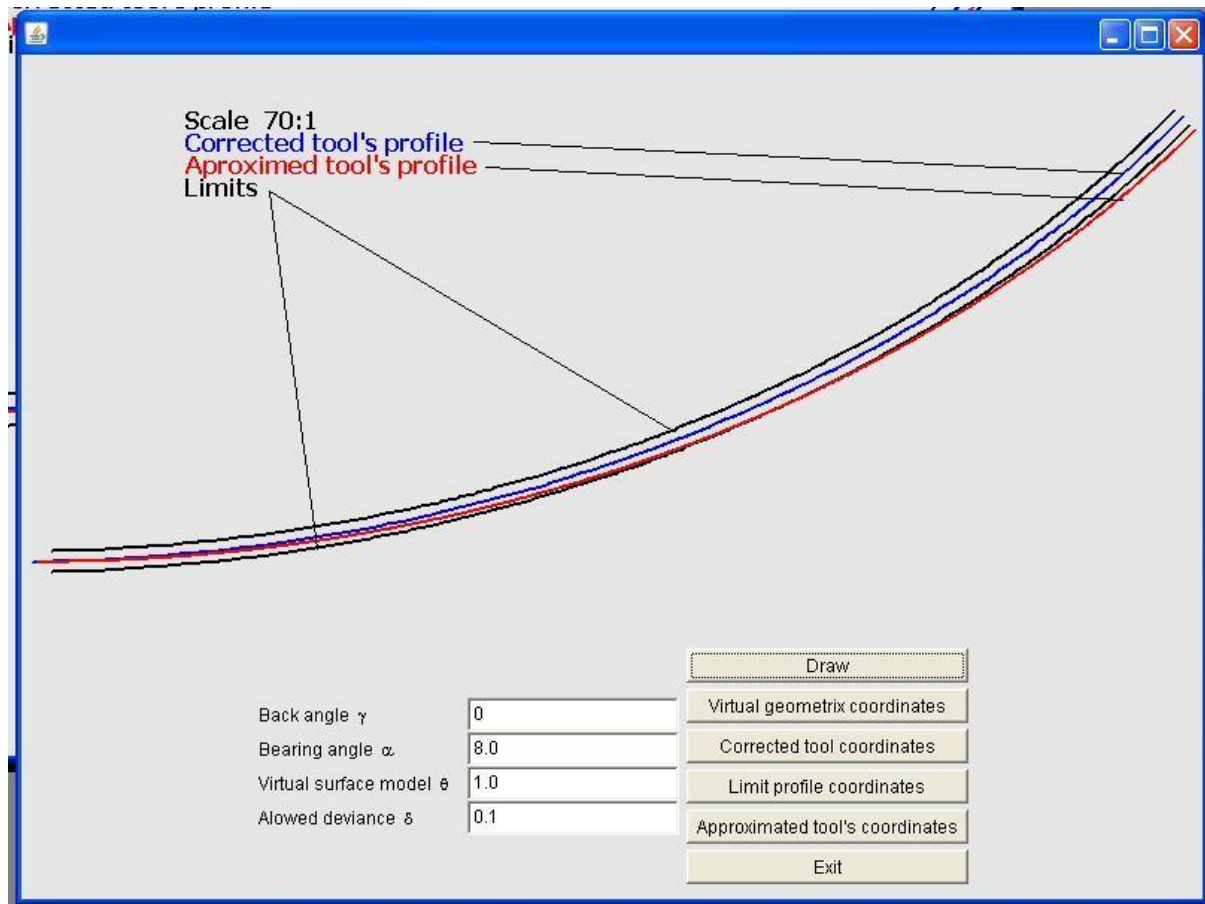 Scale 70:1
Corrected tool's profile
Aproximed tool's profile
Limits
Draw
Back angle γ
0
Virtual geometrix coordinates
Bearing angle α
8.0
Corrected tool coordinates
Virtual surface model θ
1.0
Limit profile coordinates
Alowed deviance δ
0.1
Approximated tool's coordinates
Exit